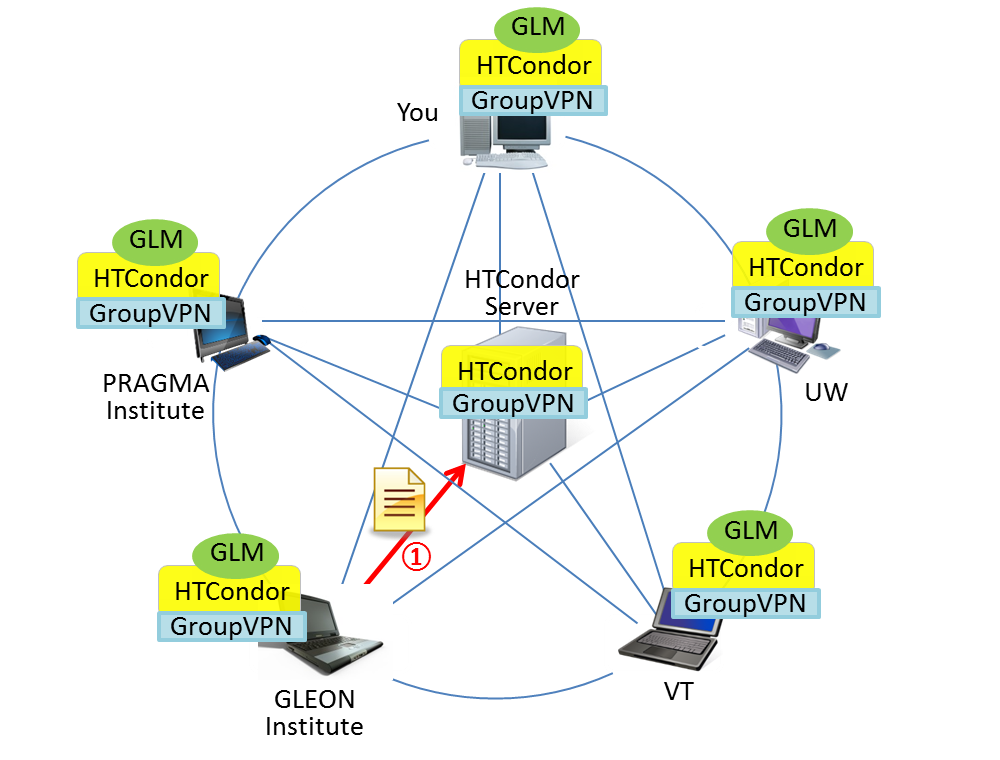 GLM
HTCondor
GroupVPN
You
GLM
HTCondor
GroupVPN
PRAGMA
Institute
HTCondor
Server
HTCondor
GroupVPN
GLM
HTCondor
GroupVPN
UW
①
GLM
HTCondor
GroupVPN
GLEON
Institute
GLM
HTCondor
GroupVPN
VT